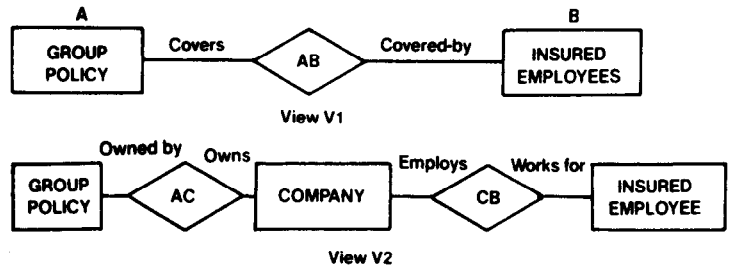 A
B
GROUP
POLICY
Covers
AB
Covered-by
INSURED
EMPLOYEES
View V1
Owned by
Owns
Employs
Works for
GROUP
POLICY
AC
COMPANY
CB
INSURED
EMPLOYEE
View V2